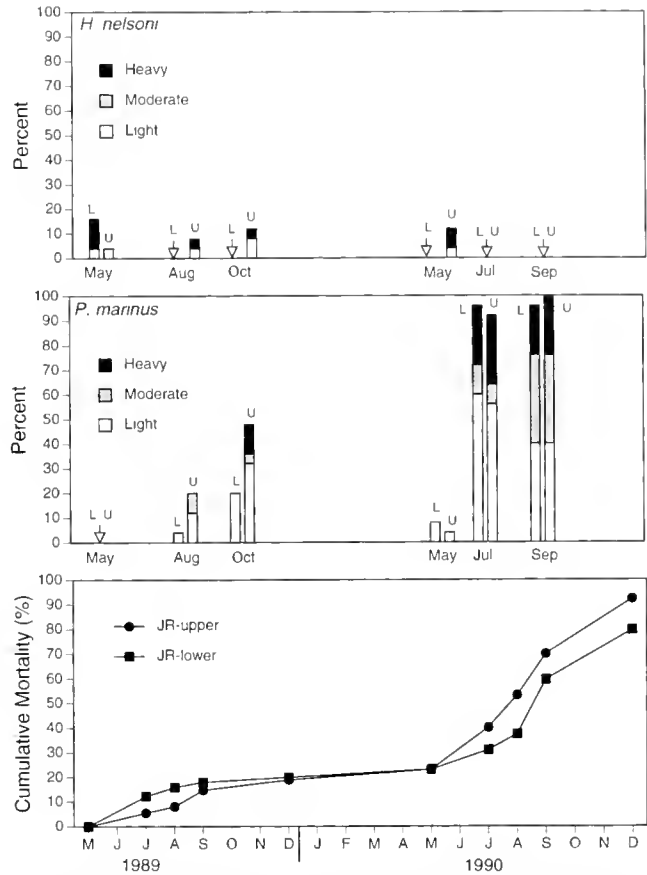 H nelsoni
Heavy
Moderate
Light
Percent
100
90
80
70
60
50
40
30
20
10
0
L
U
L
U
L
U
L
U
L U
L U
May
Aug
Oct
May
Jul
Sep
P. marinus
Heavy
Moderate
Light
Percent
100
90
80
70
60
50
40
30
20
10
0
L U
L
U
L
U
L
U
L
U
L
U
May
Aug
Oct
May
Jul
Sep
Cumulative Mortality (%)
100
90
80
70
60
50
40
30
20
10
0
JR-upper
JR-lower
M J J A S O N D J F M A M J J A S O N D
1989
1990